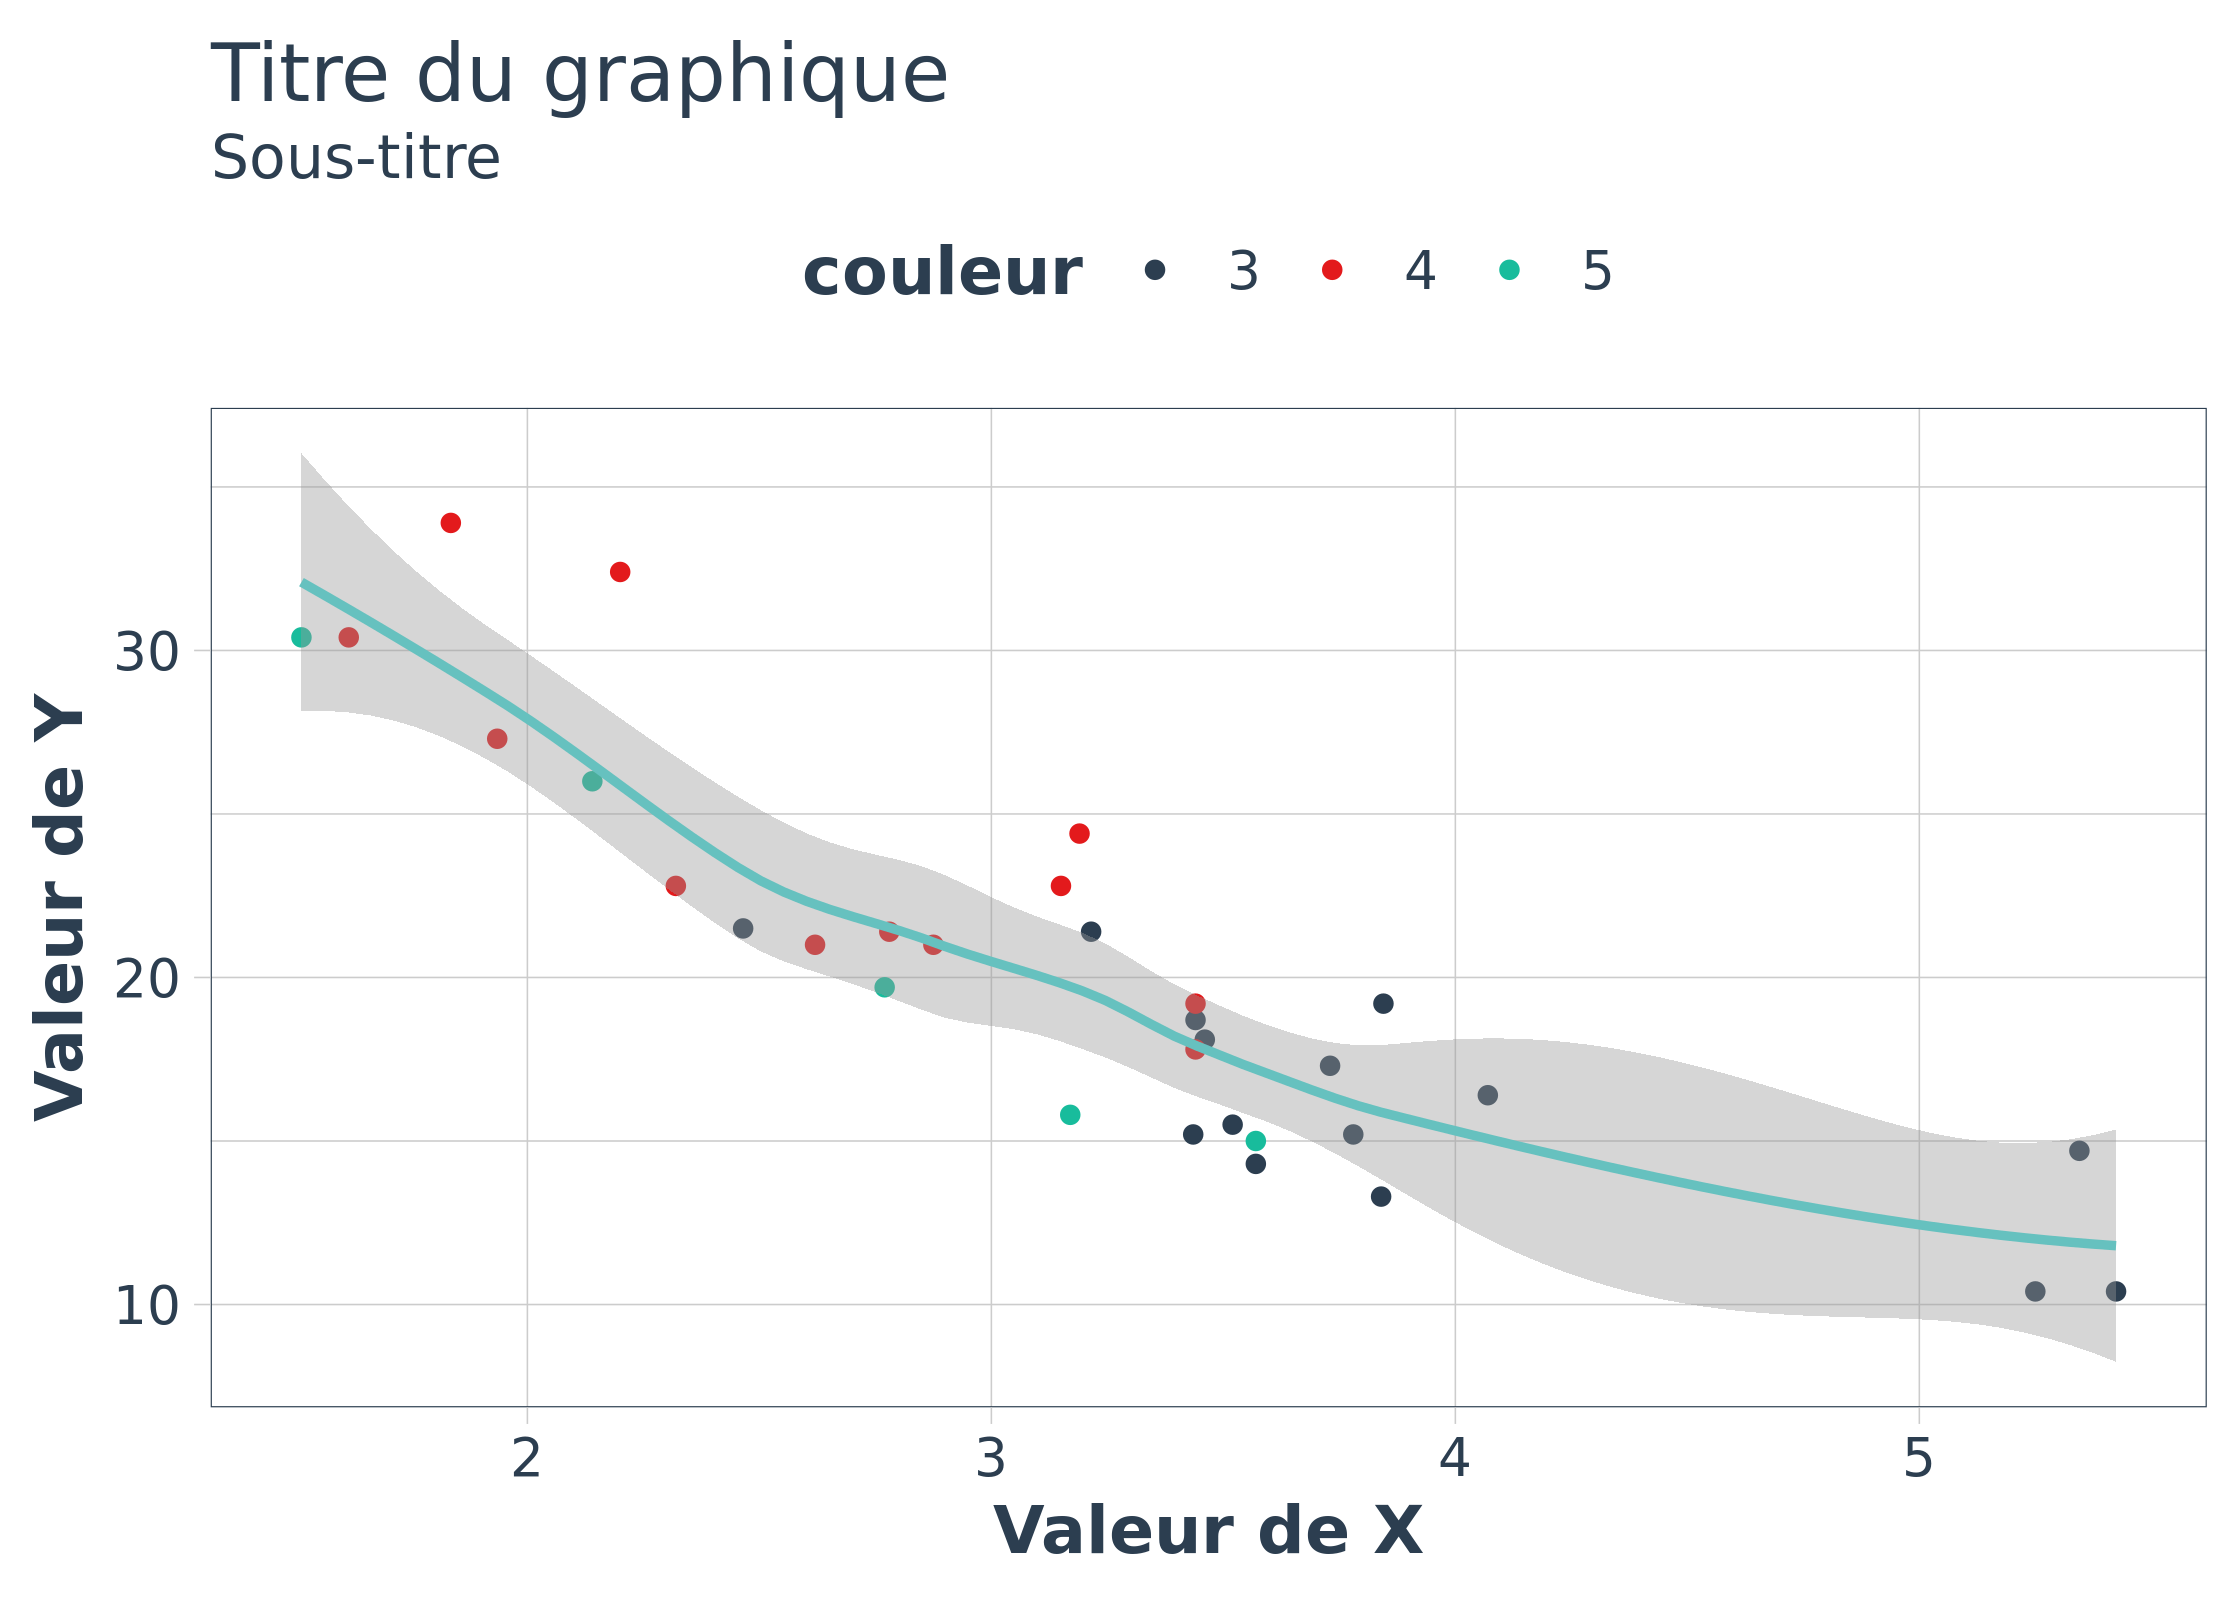 Titre du graphique
Sous-titre
couleur 3 4 5
Valeur de Y
30
20
10
2 3 4 5
Valeur de X